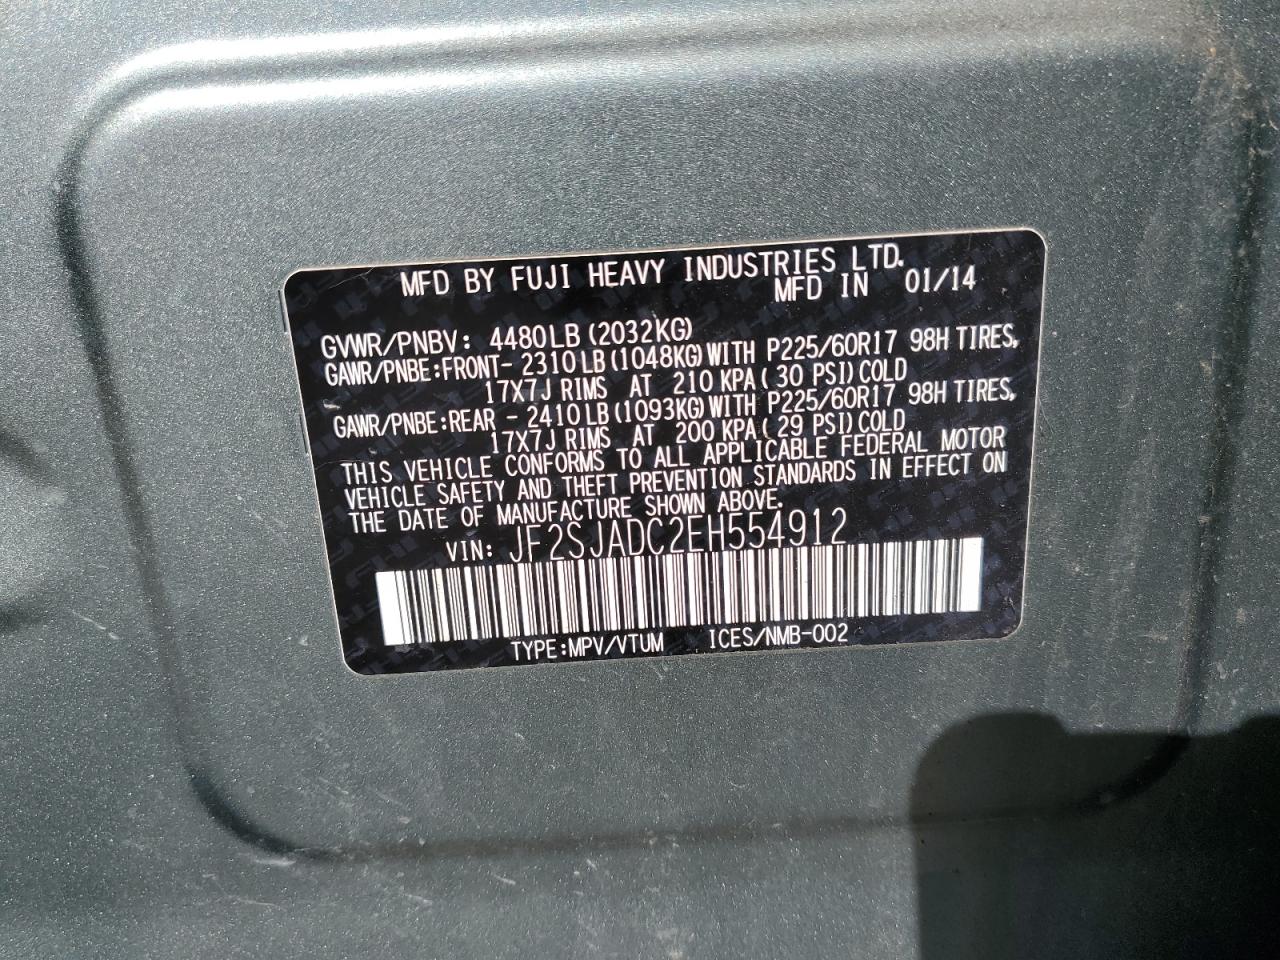 MFD BY FUJI HEAVY INDUSTRIES LTD.
MFD IN 01/14
GVWR/PNBV: 4480LB (2032KG)
GAWR/PNBE:FRONT- 2310 LB (1048KG) WITH P225/60R17 98H TIRES,
17X7J RIMS AT 210 KPA ( 30 PSI) COLD
GAWR/PNBE:REAR - 2410 LB (1093KG) WITH P225/60R17 98H TIRES,
17X7J RIMS AT 200 KPA ( 29 PSI) COLD
THIS VEHICLE CONFORMS TO ALL APPLICABLE FEDERAL MOTOR
VEHICLE SAFETY AND THEFT PREVENTION STANDARDS IN EFFECT ON
THE DATE OF MANUFACTURE SHOWN ABOVE.
VIN: JF2SJADC2EH554912
TYPE:MPV/VTUM ICES/NMB-002